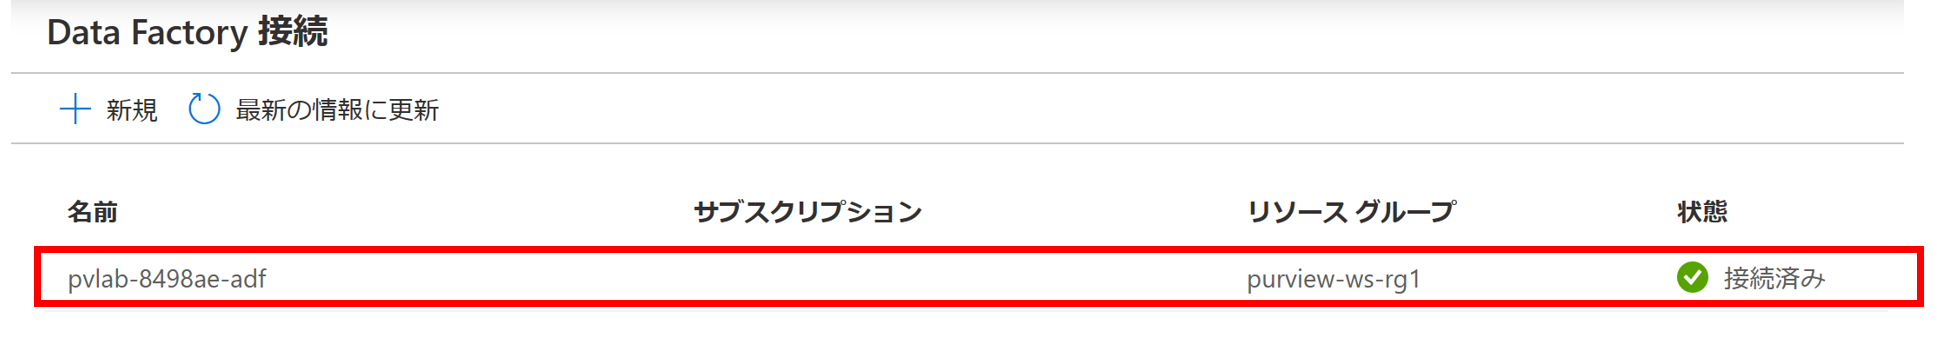 Data Factory 接続
新規 最新の情報に更新
名前 サブスクリプション リソース グループ 状態
pvlab-8498ae-adf purview-ws-rg1 接続済み